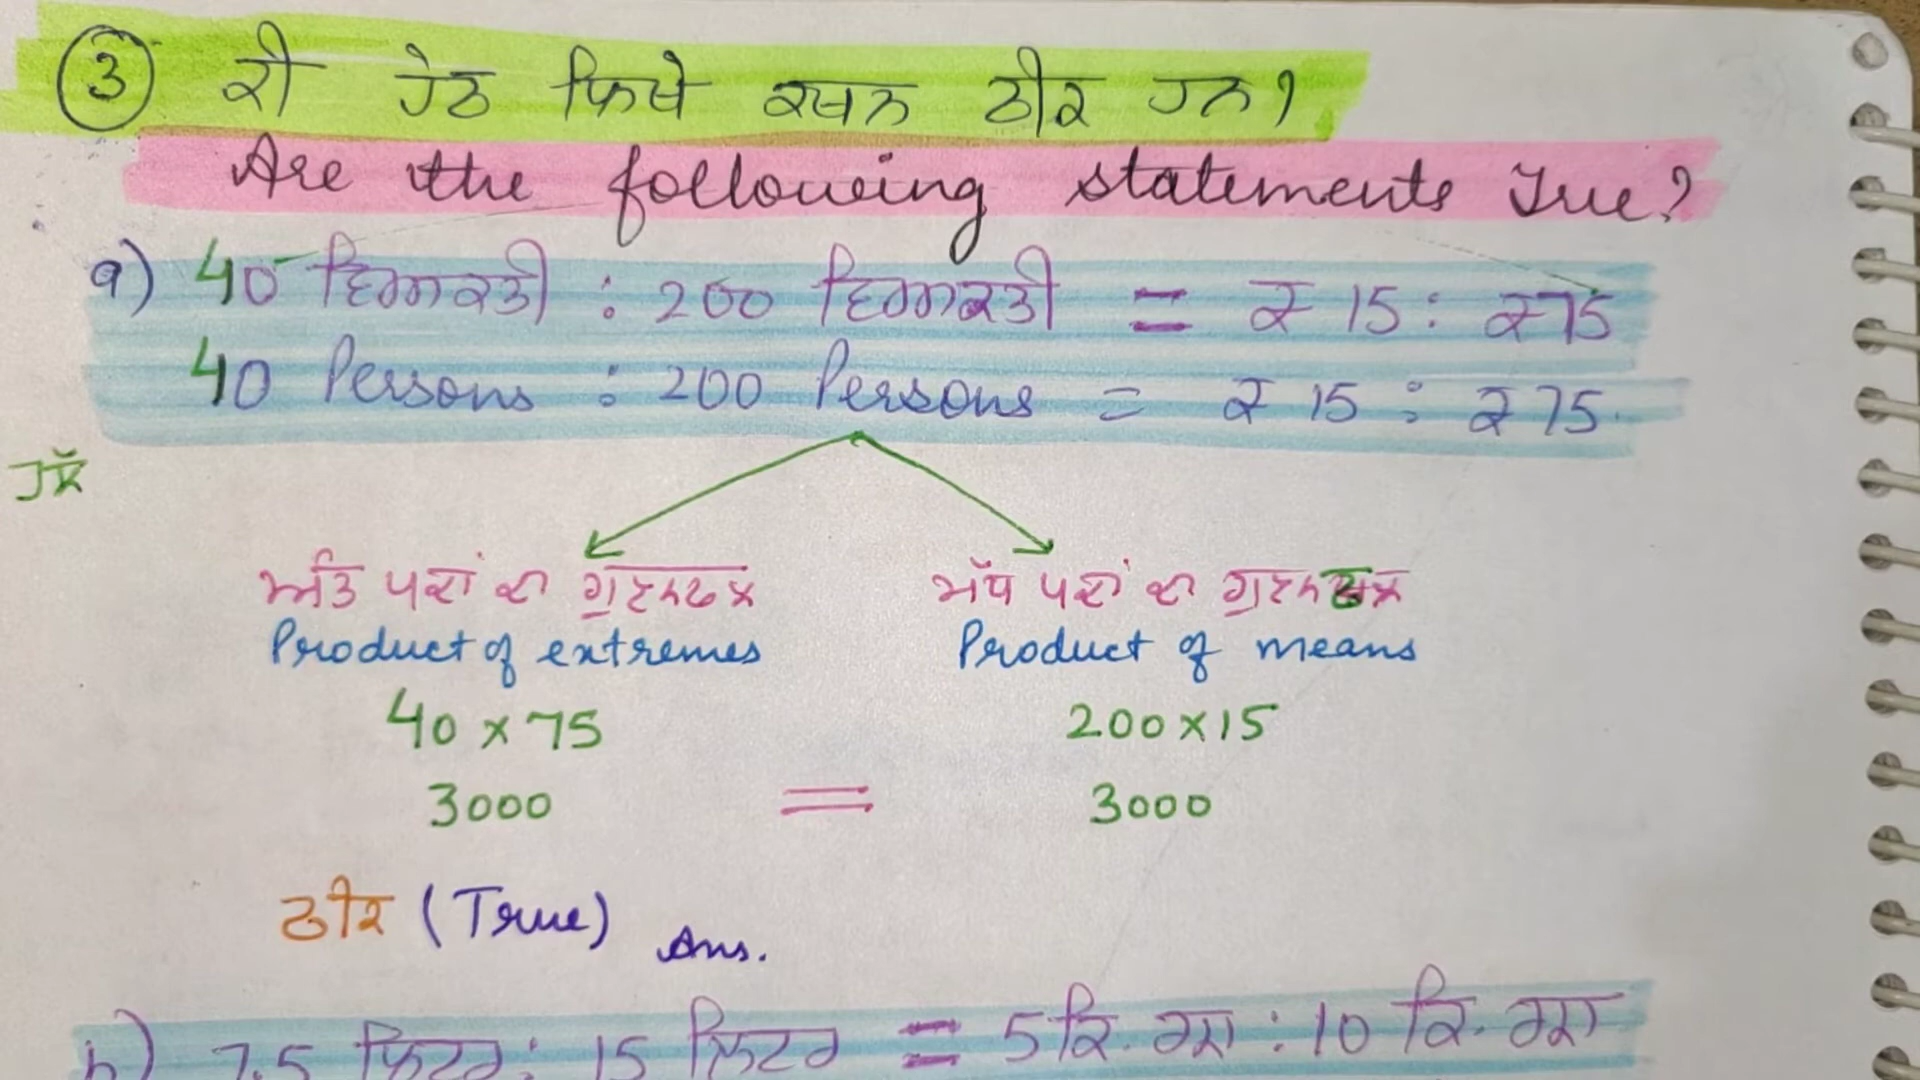 ③ ਕੀ ਹੇਠ ਲਿਖੇ ਕਥਨ ਠੀਕ ਹਨ?
Are the following statements True?
a) 40 ਵਿਅਕਤੀ : 200 ਵਿਅਕਤੀ = ₹ 15 : ₹75
40 Persons : 200 Persons = ₹ 15 : ₹ 75.
ਹੱਲ
ਅੰਤ ਪਦਾਂ ਦਾ ਗੁਣਨਫਲ ਮੱਧ ਪਦਾਂ ਦਾ ਗੁਣਨਫਲ
Product of extremes Product of means
40 × 75 200 × 15
3000 = 3000
ਠੀਕ (True) Ans.
b) 7.5 ਲਿਟਰ : 15 ਲਿਟਰ = 5 ਕਿ. ਗ੍ਰਾ : 10 ਕਿ. ਗ੍ਰਾ